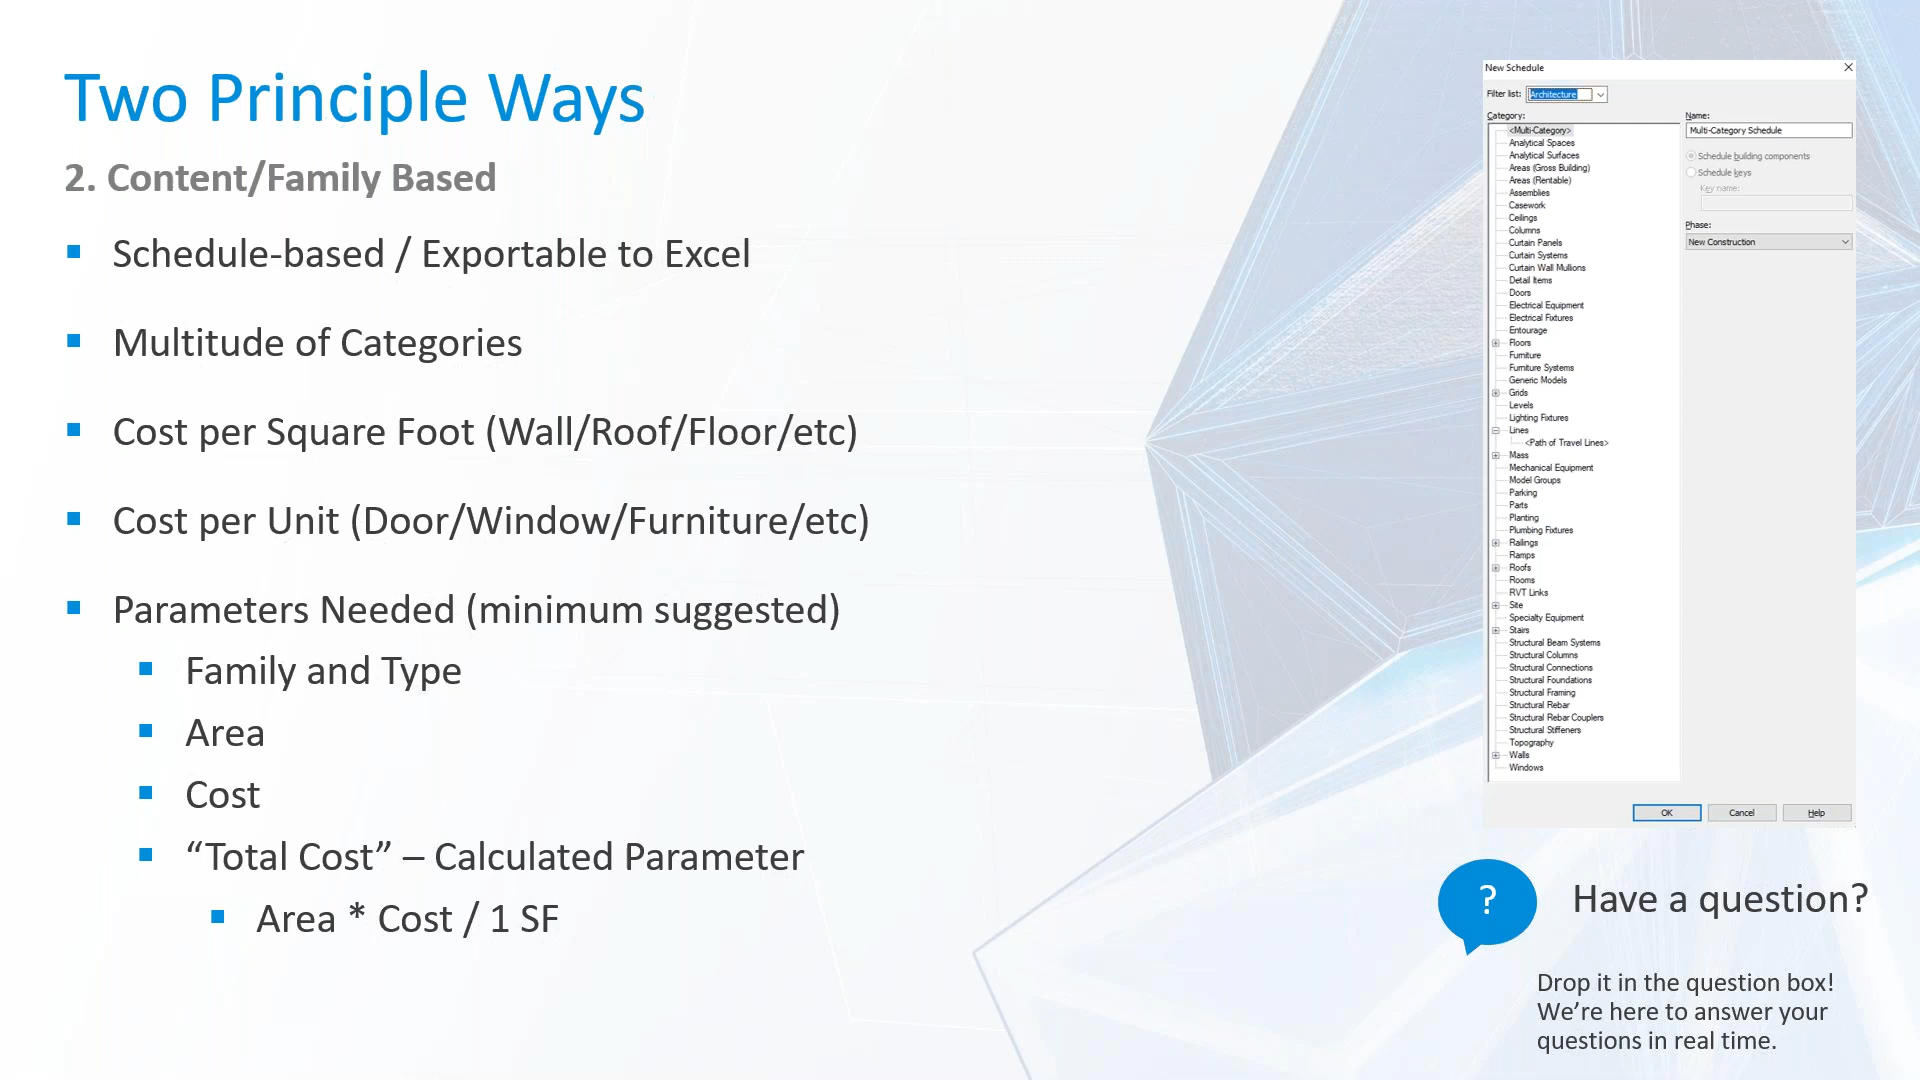 Two Principle Ways
2. Content/Family Based
Schedule-based / Exportable to Excel
Multitude of Categories
Cost per Square Foot (Wall/Roof/Floor/etc)
Cost per Unit (Door/Window/Furniture/etc)
Parameters Needed (minimum suggested)
Family and Type
Area
Cost
“Total Cost” – Calculated Parameter
Area * Cost / 1 SF
New Schedule
Filter list: Architecture
Category:
<Multi-Category>
Analytical Spaces
Analytical Surfaces
Areas (Gross Building)
Areas (Rentable)
Assemblies
Casework
Ceilings
Columns
Curtain Panels
Curtain Systems
Curtain Wall Mullions
Detail Items
Doors
Electrical Equipment
Electrical Fixtures
Entourage
Floors
Furniture
Furniture Systems
Generic Models
Grids
Levels
Lighting Fixtures
Lines
<Path of Travel Lines>
Mass
Mechanical Equipment
Model Groups
Parking
Parts
Planting
Plumbing Fixtures
Railings
Ramps
Roofs
Rooms
RVT Links
Site
Specialty Equipment
Stairs
Structural Beam Systems
Structural Columns
Structural Connections
Structural Foundations
Structural Framing
Structural Rebar
Structural Rebar Couplers
Structural Stiffeners
Topography
Walls
Windows
Name:
Multi-Category Schedule
Schedule building components
Schedule keys
Key name:
Phase:
New Construction
OK
Cancel
Help
?
Have a question?
Drop it in the question box!
We’re here to answer your
questions in real time.